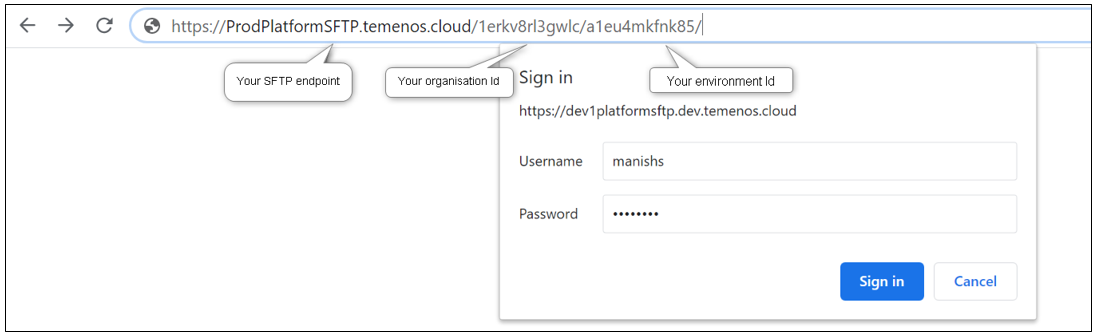 https://ProdPlatformSFTP.temenos.cloud/1erkv8rl3gwlc/a1eu4mkfnk85/
Your SFTP endpoint
Your organisation Id
Your environment Id
Sign in
https://dev1platformsftp.dev.temenos.cloud
Username manishs
Password ••••••••
Sign in Cancel